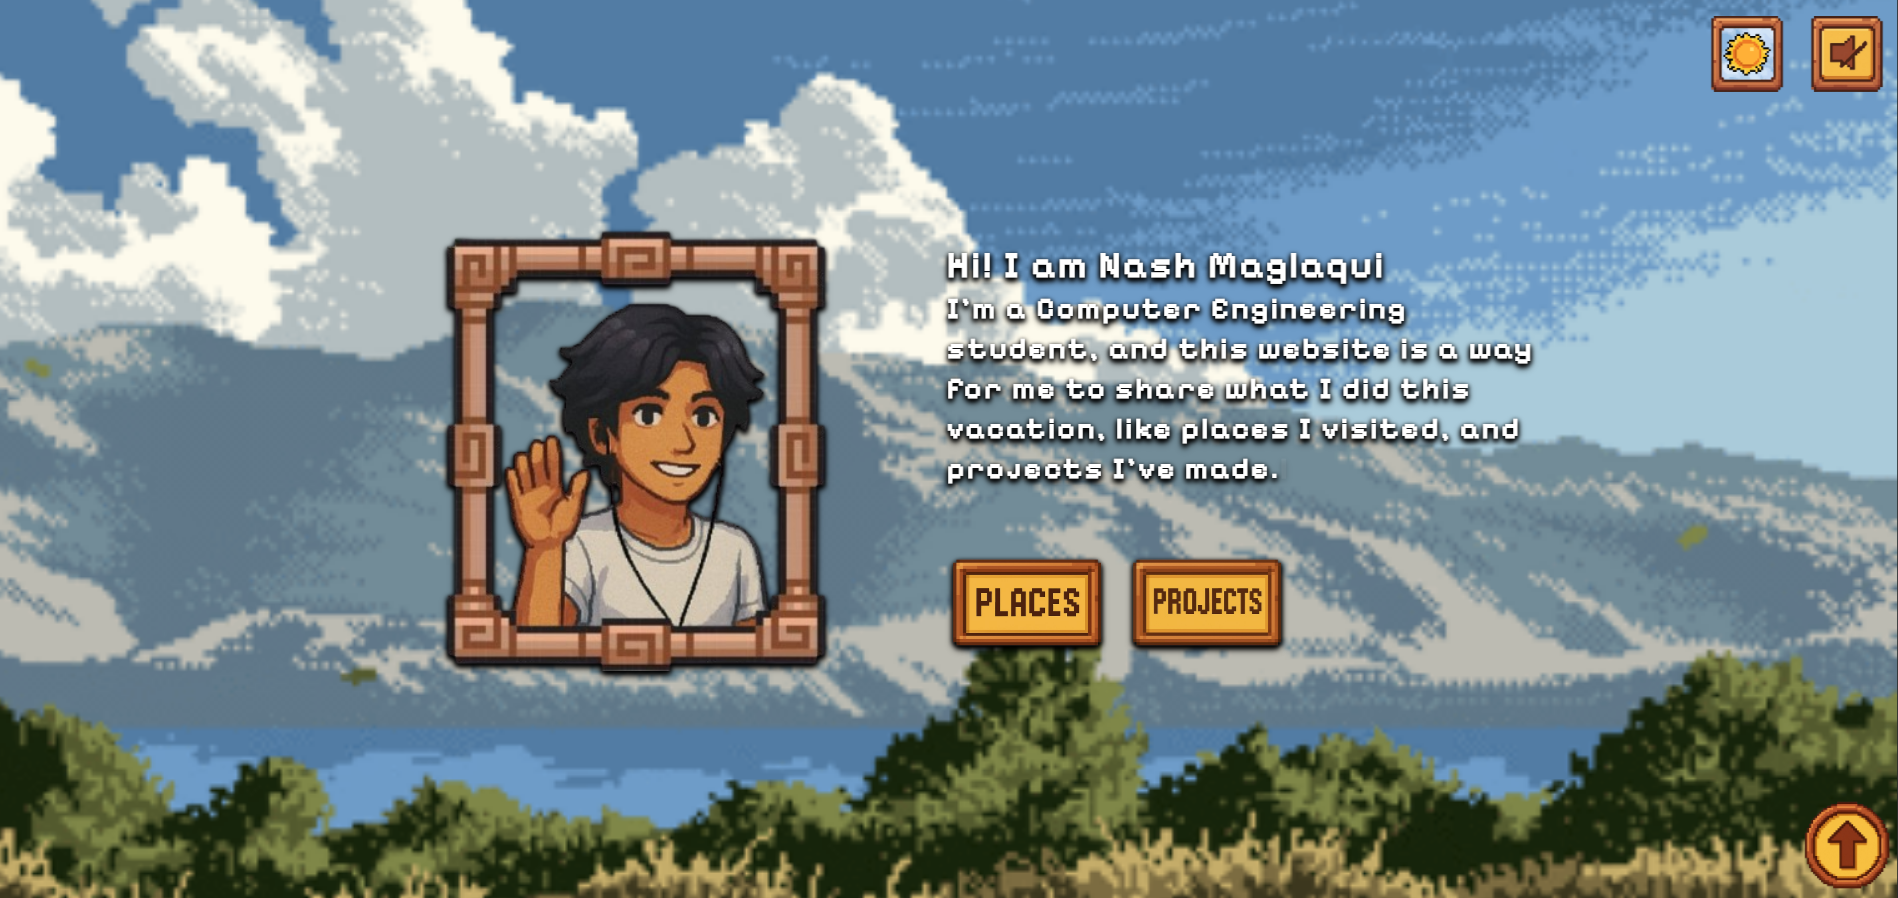 Hi! I am Nash Maglaqui
I'm a Computer Engineering
student, and this website is a way
for me to share what I did this
vacation, like places I visited, and
projects I've made.
PLACES PROJECTS